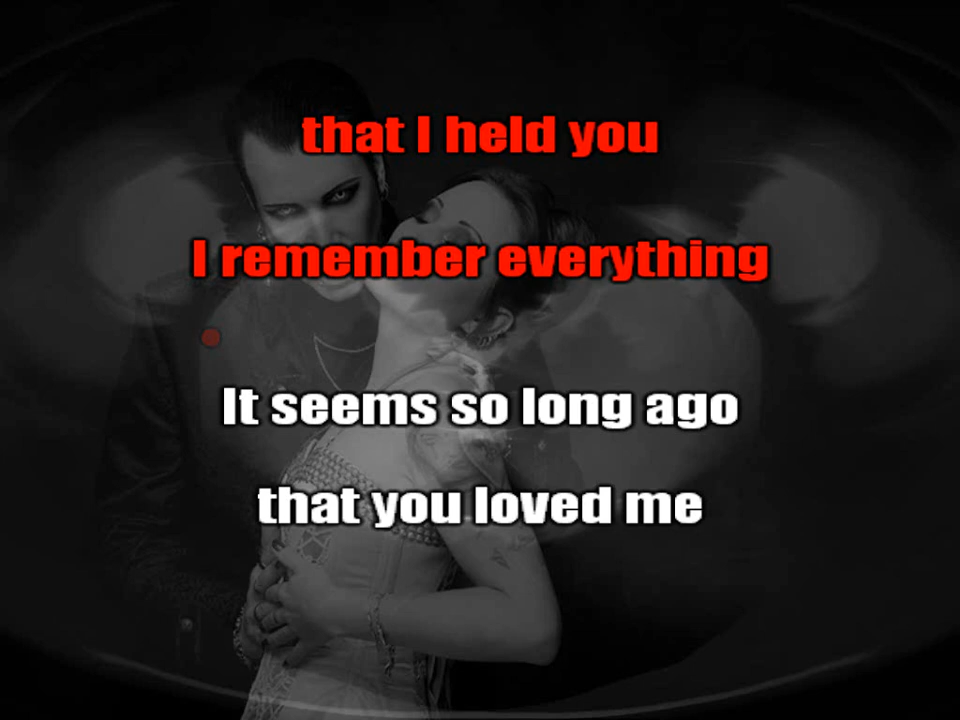 that I held you
I remember everything
It seems so long ago
that you loved me